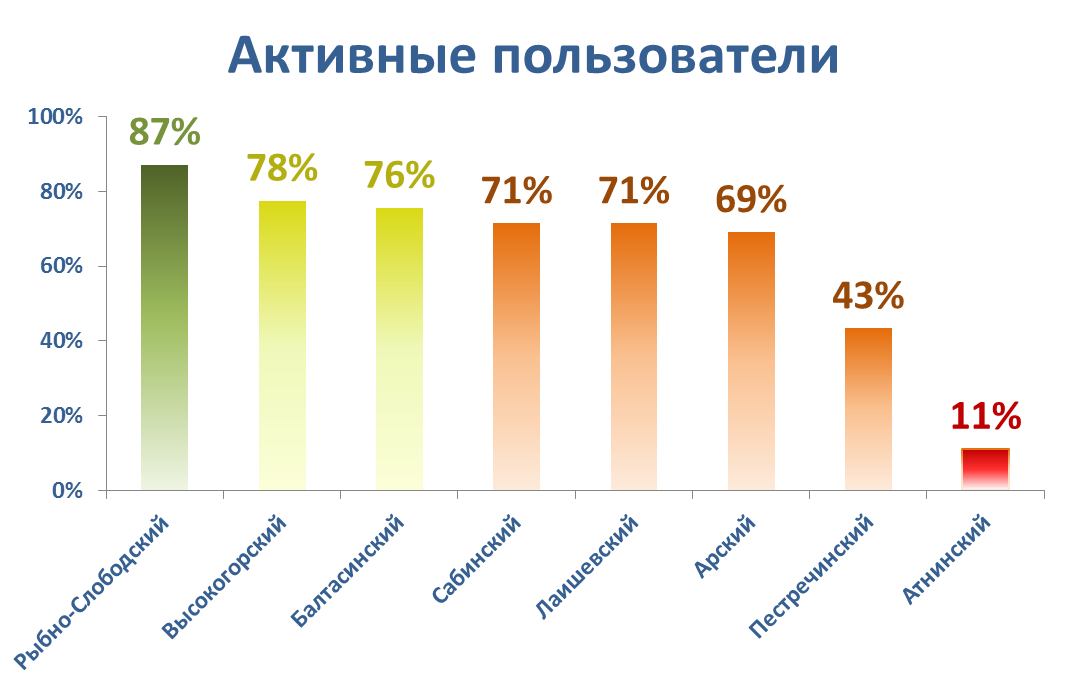 Активные пользователи
100%
80%
60%
40%
20%
0%
87%
78%
76%
71%
71%
69%
43%
11%
Рыбно-Слободский
Высокогорский
Балтасинский
Сабинский
Лаишевский
Арский
Пестречинский
Атнинский